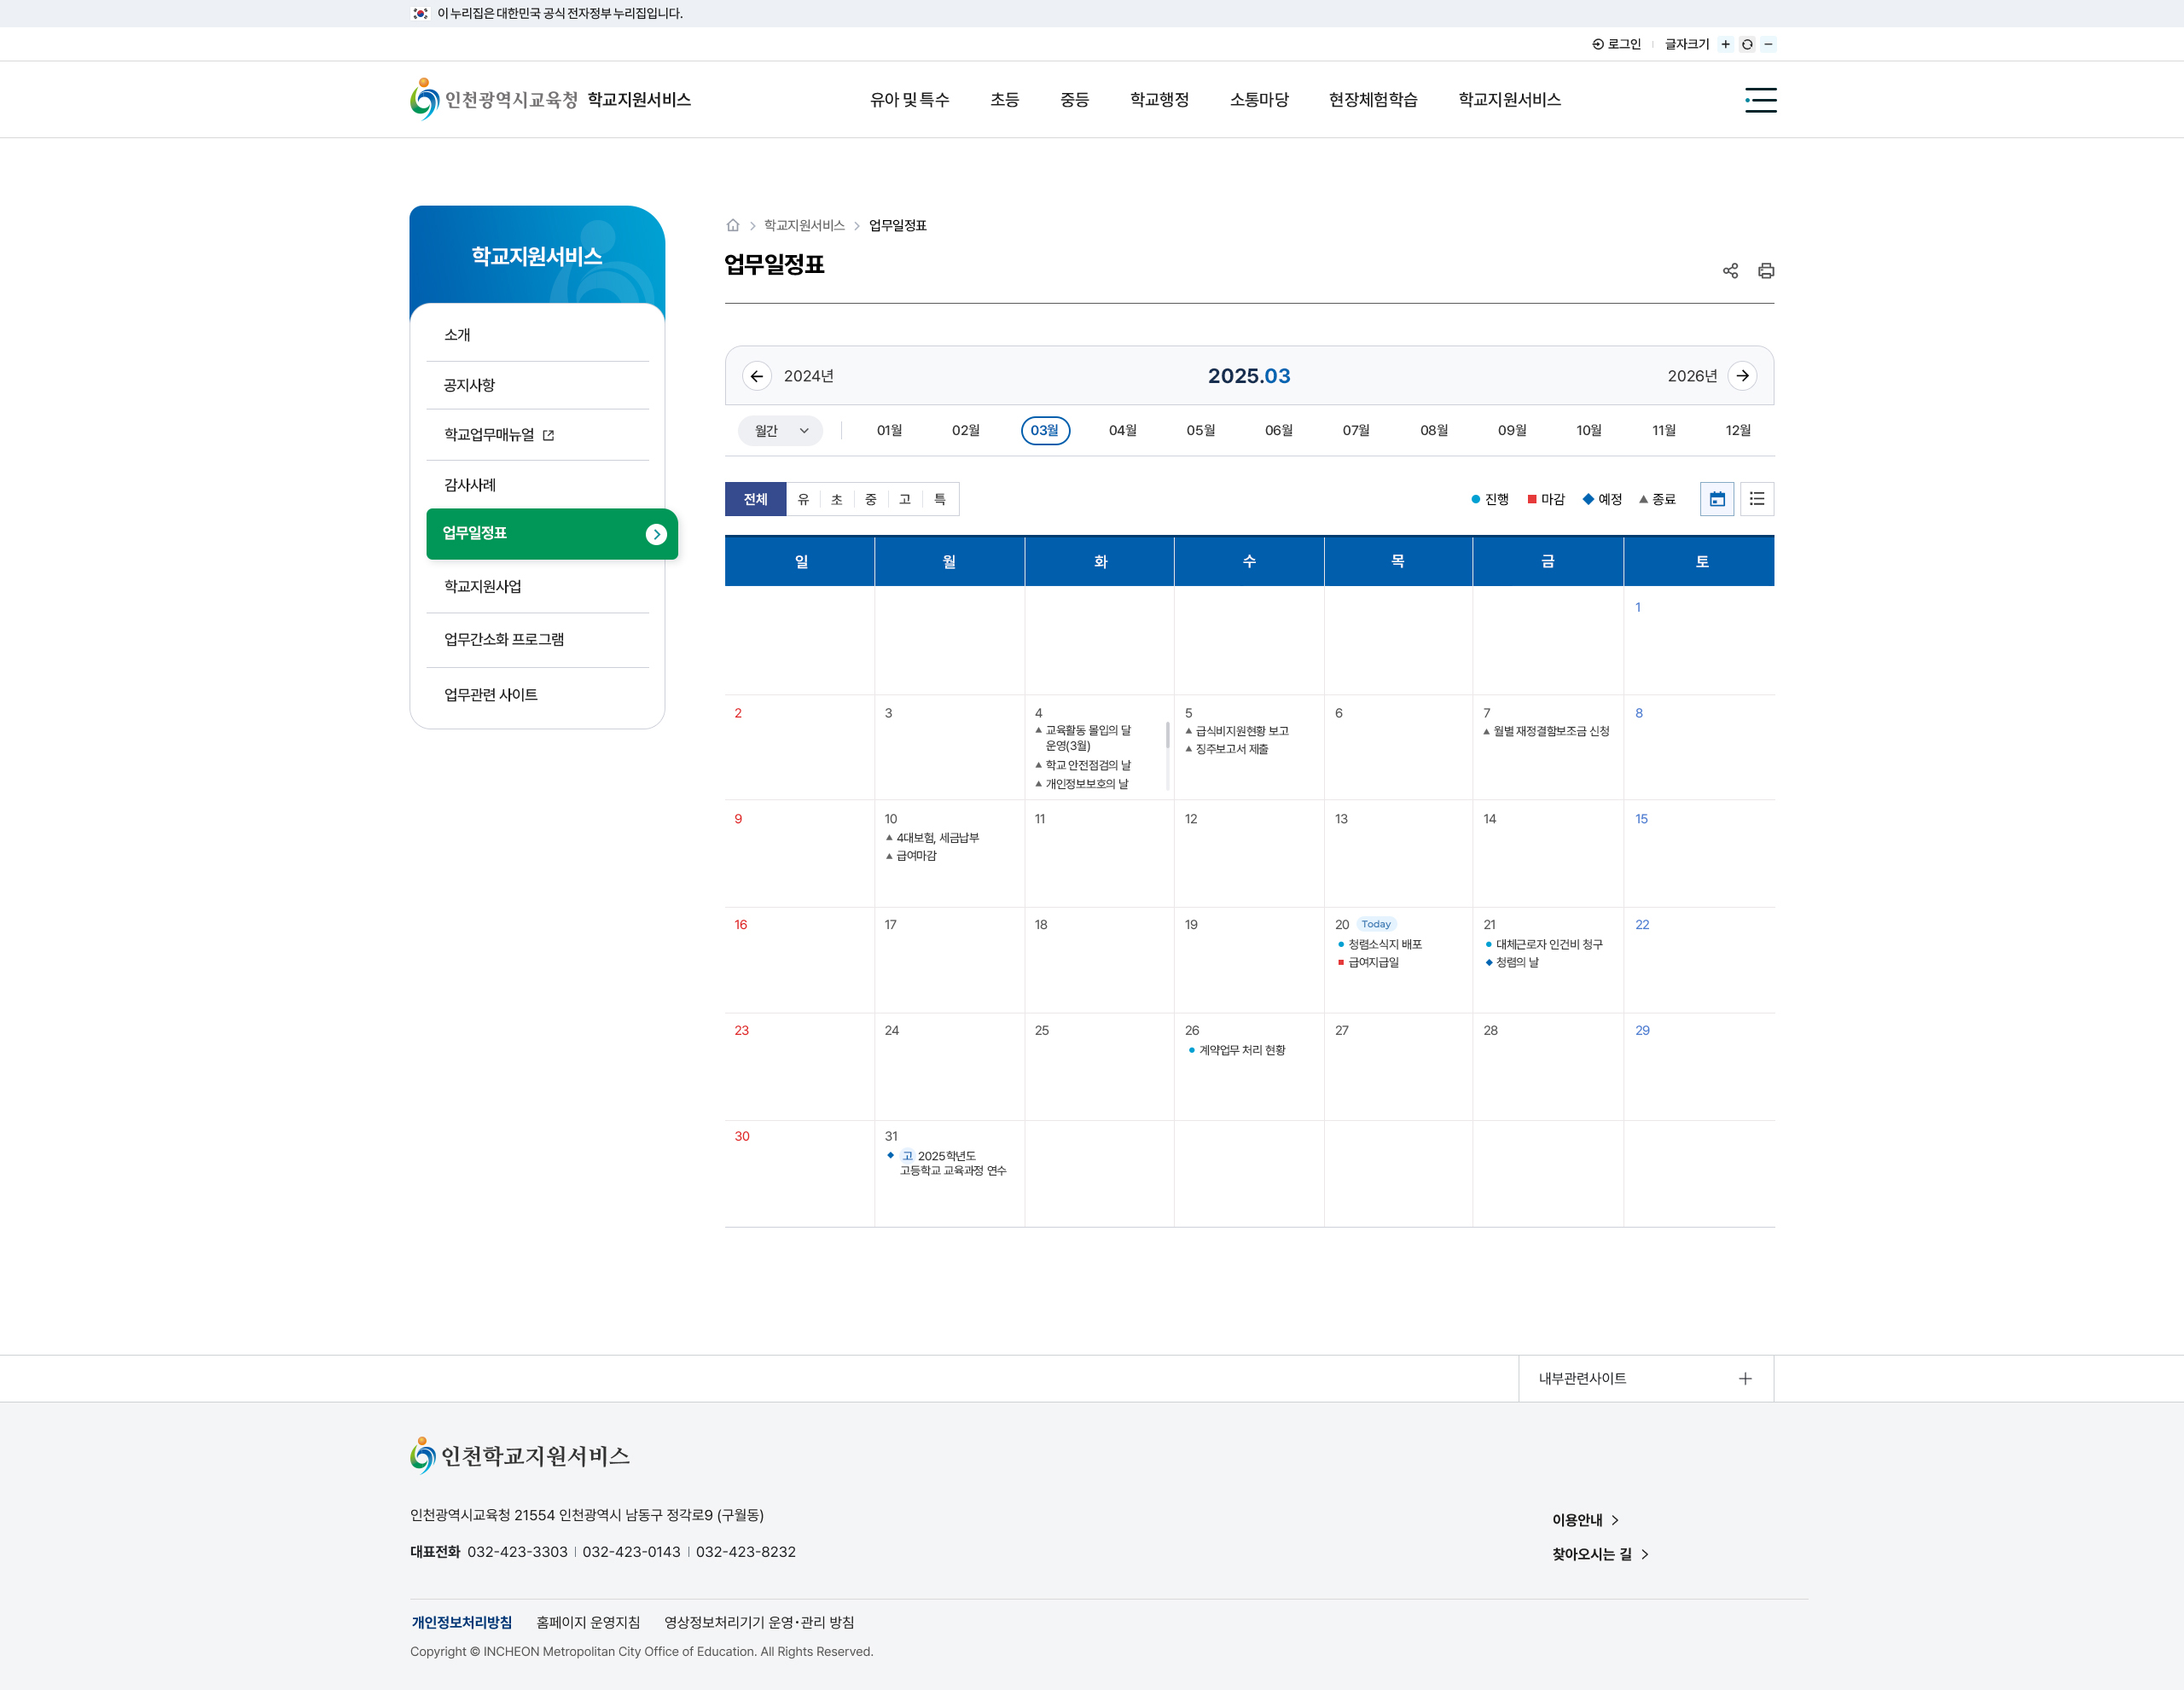 이 누리집은 대한민국 공식 전자정부 누리집입니다.
로그인 글자크기
인천광역시교육청 학교지원서비스 유아 및 특수 초등 중등 학교행정 소통마당 현장체험학습 학교지원서비스
학교지원서비스
소개
공지사항
학교업무매뉴얼
감사사례
업무일정표
학교지원사업
업무간소화 프로그램
업무관련 사이트
학교지원서비스 업무일정표
업무일정표
2024년 2025.03 2026년
월간 01월 02월 03월 04월 05월 06월 07월 08월 09월 10월 11월 12월
전체 유 초 중 고 특 진행 마감 예정 종료
일 월 화 수 목 금 토
1
2 3 4 5 6 7 8
교육활동 몰입의 달
운영(3월)
학교 안전점검의 날
개인정보보호의 날
급식비지원현황 보고
징주보고서 제출
월별 재정결함보조금 신청
9 10 11 12 13 14 15
4대보험, 세금납부
급여마감
16 17 18 19 20 Today 21 22
청렴소식지 배포
급여지급일
대체근로자 인건비 청구
청렴의 날
23 24 25 26 27 28 29
계약업무 처리 현황
30 31
고 2025학년도
고등학교 교육과정 연수
내부관련사이트
인천학교지원서비스
인천광역시교육청 21554 인천광역시 남동구 정각로9 (구월동)
대표전화 032-423-3303 032-423-0143 032-423-8232
이용안내
찾아오시는 길
개인정보처리방침 홈페이지 운영지침 영상정보처리기기 운영·관리 방침
Copyright © INCHEON Metropolitan City Office of Education. All Rights Reserved.